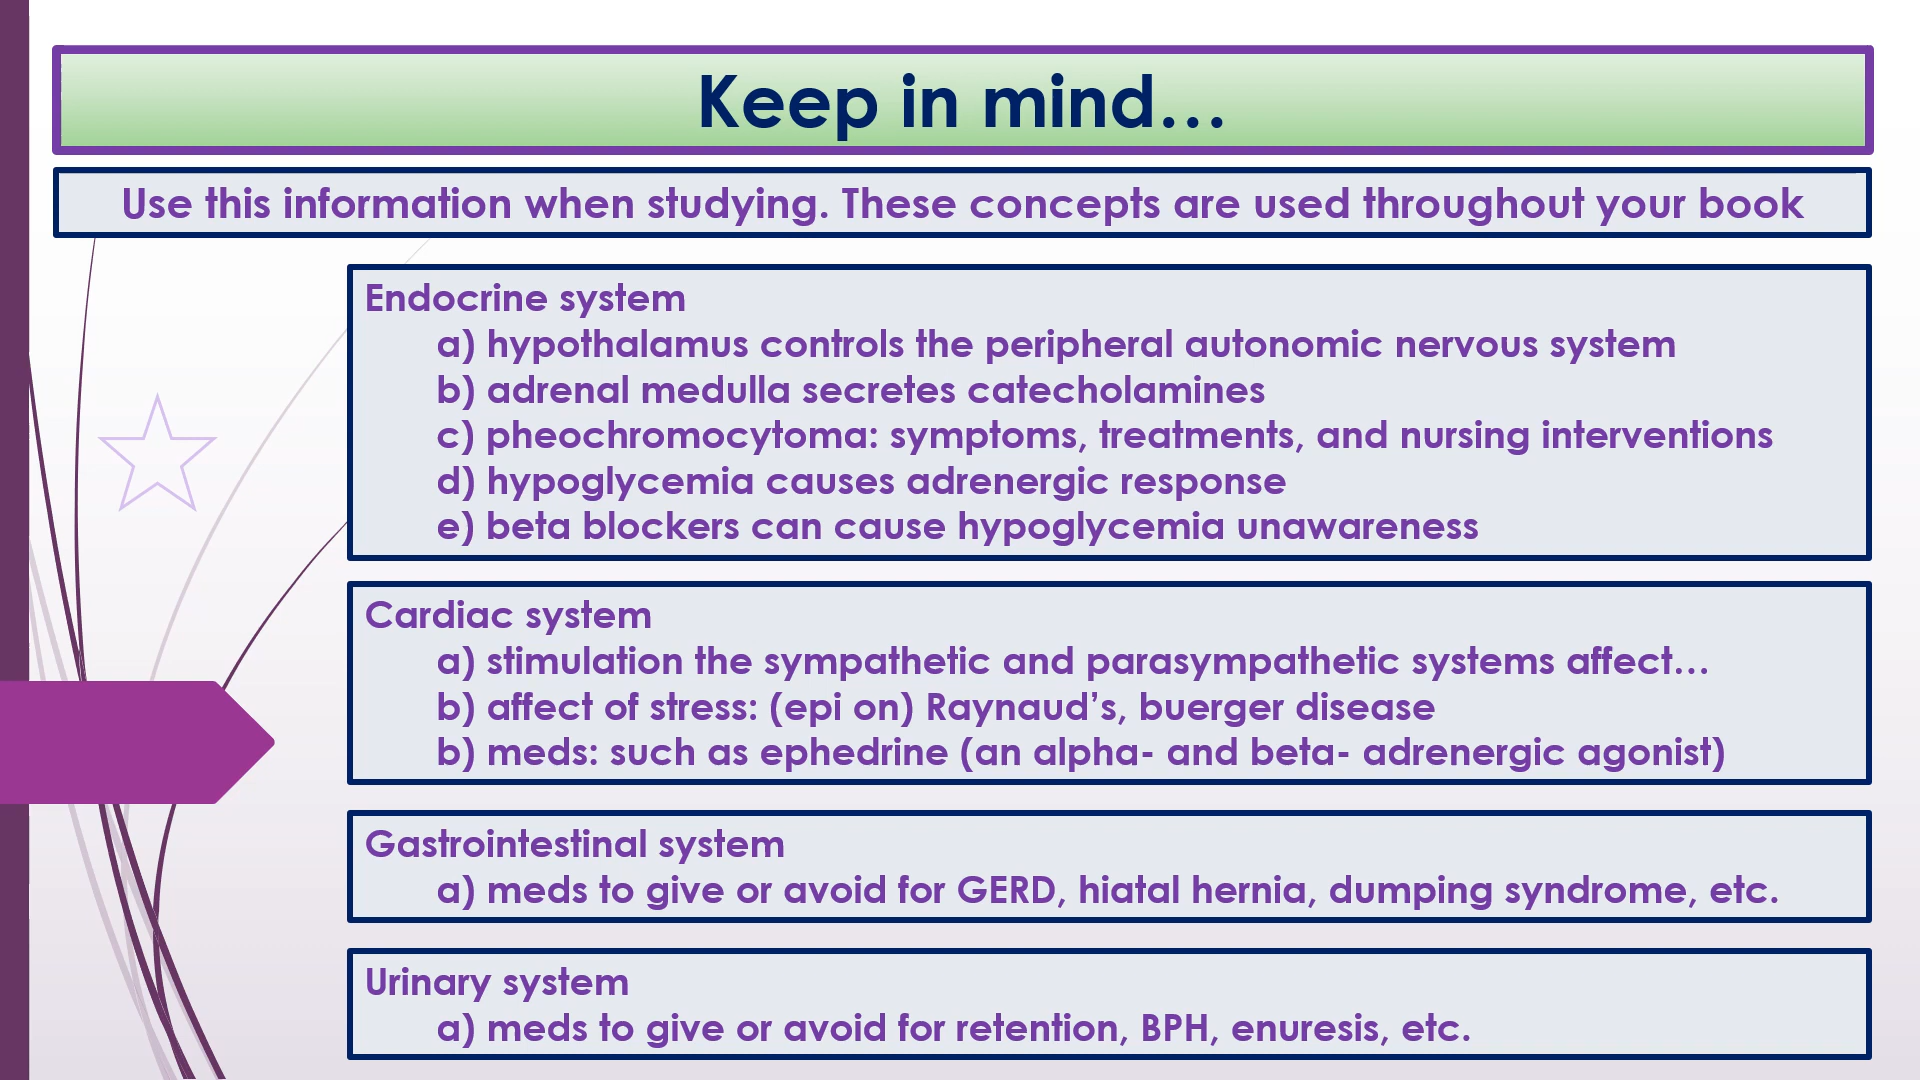 Keep in mind…
Use this information when studying. These concepts are used throughout your book
Endocrine system
a) hypothalamus controls the peripheral autonomic nervous system
b) adrenal medulla secretes catecholamines
c) pheochromocytoma: symptoms, treatments, and nursing interventions
d) hypoglycemia causes adrenergic response
e) beta blockers can cause hypoglycemia unawareness
Cardiac system
a) stimulation the sympathetic and parasympathetic systems affect…
b) affect of stress: (epi on) Raynaud’s, buerger disease
b) meds: such as ephedrine (an alpha- and beta- adrenergic agonist)
Gastrointestinal system
a) meds to give or avoid for GERD, hiatal hernia, dumping syndrome, etc.
Urinary system
a) meds to give or avoid for retention, BPH, enuresis, etc.